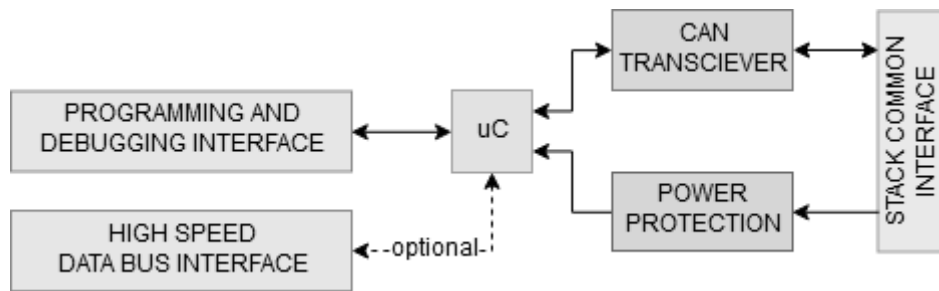 CAN
TRANSCIEVER
PROGRAMMING AND
DEBUGGING INTERFACE
uC
STACK COMMON
INTERFACE
POWER
PROTECTION
HIGH SPEED
DATA BUS INTERFACE
optional